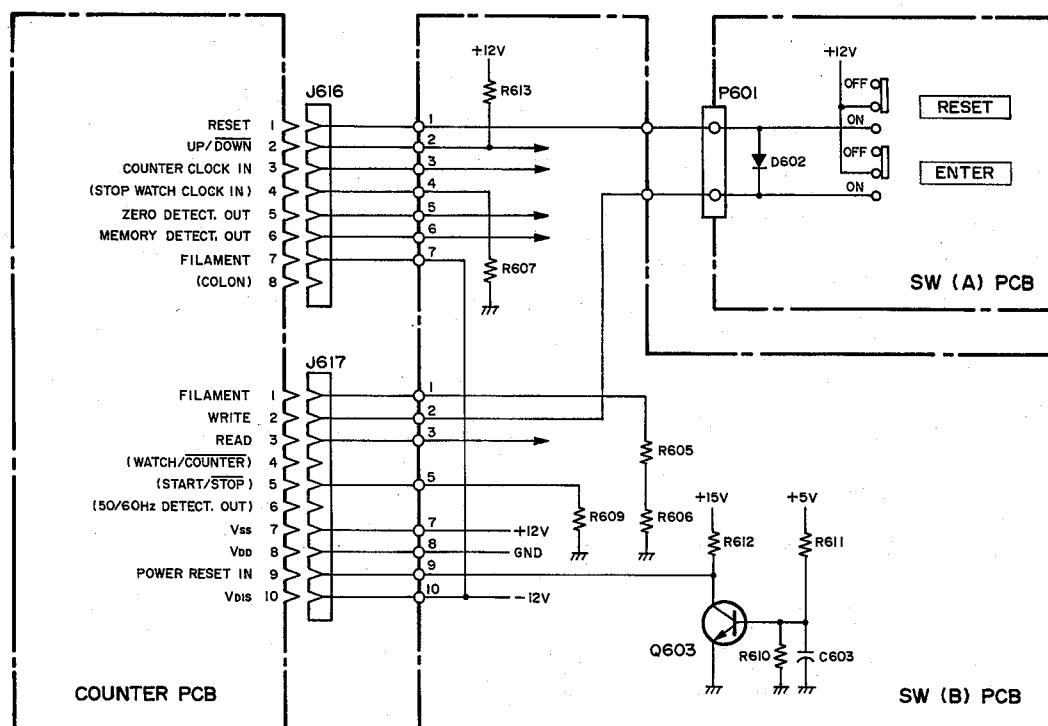 J616
RESET 1
UP/DOWN 2
COUNTER CLOCK IN 3
(STOP WATCH CLOCK IN) 4
ZERO DETECT. OUT 5
MEMORY DETECT. OUT 6
FILAMENT 7
(COLON) 8
1
2
3
4
5
6
7
+12V
R613
R607
P601
D602
+12V
OFF
ON
RESET
OFF
ON
ENTER
SW (A) PCB
J617
FILAMENT 1
WRITE 2
READ 3
(WATCH/COUNTER) 4
(START/STOP) 5
(50/60Hz DETECT. OUT) 6
Vss 7
VDD 8
POWER RESET IN 9
VDIS 10
1
2
3
5
7
8
9
10
+12V
GND
-12V
R605
R609
R606
+15V
R612
+5V
R611
Q603
R610
C603
COUNTER PCB
SW (B) PCB